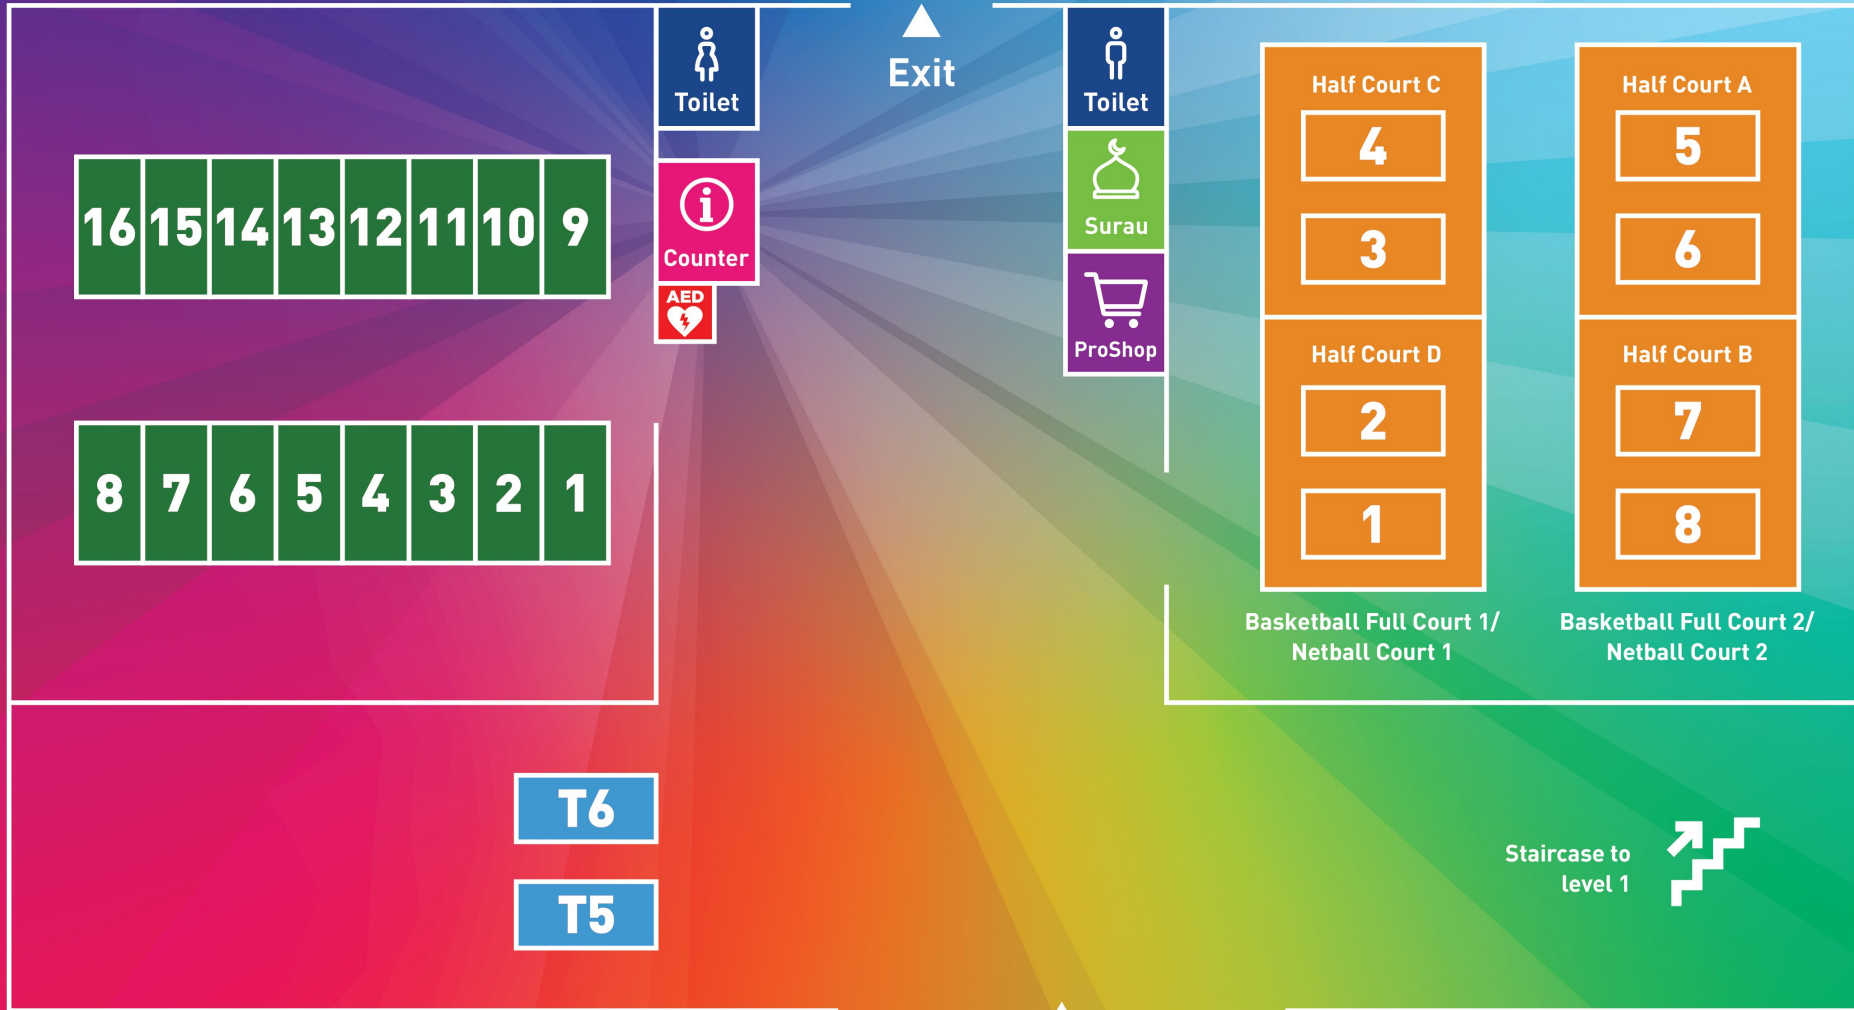 Toilet
Exit
Toilet
Half Court C
Half Court A
4
5
16 15 14 13 12 11 10 9
i
Counter
Surau
3
6
AED
ProShop
Half Court D
Half Court B
2
7
8 7 6 5 4 3 2 1
1
8
Basketball Full Court 1/
Netball Court 1
Basketball Full Court 2/
Netball Court 2
T6
Staircase to
level 1
T5